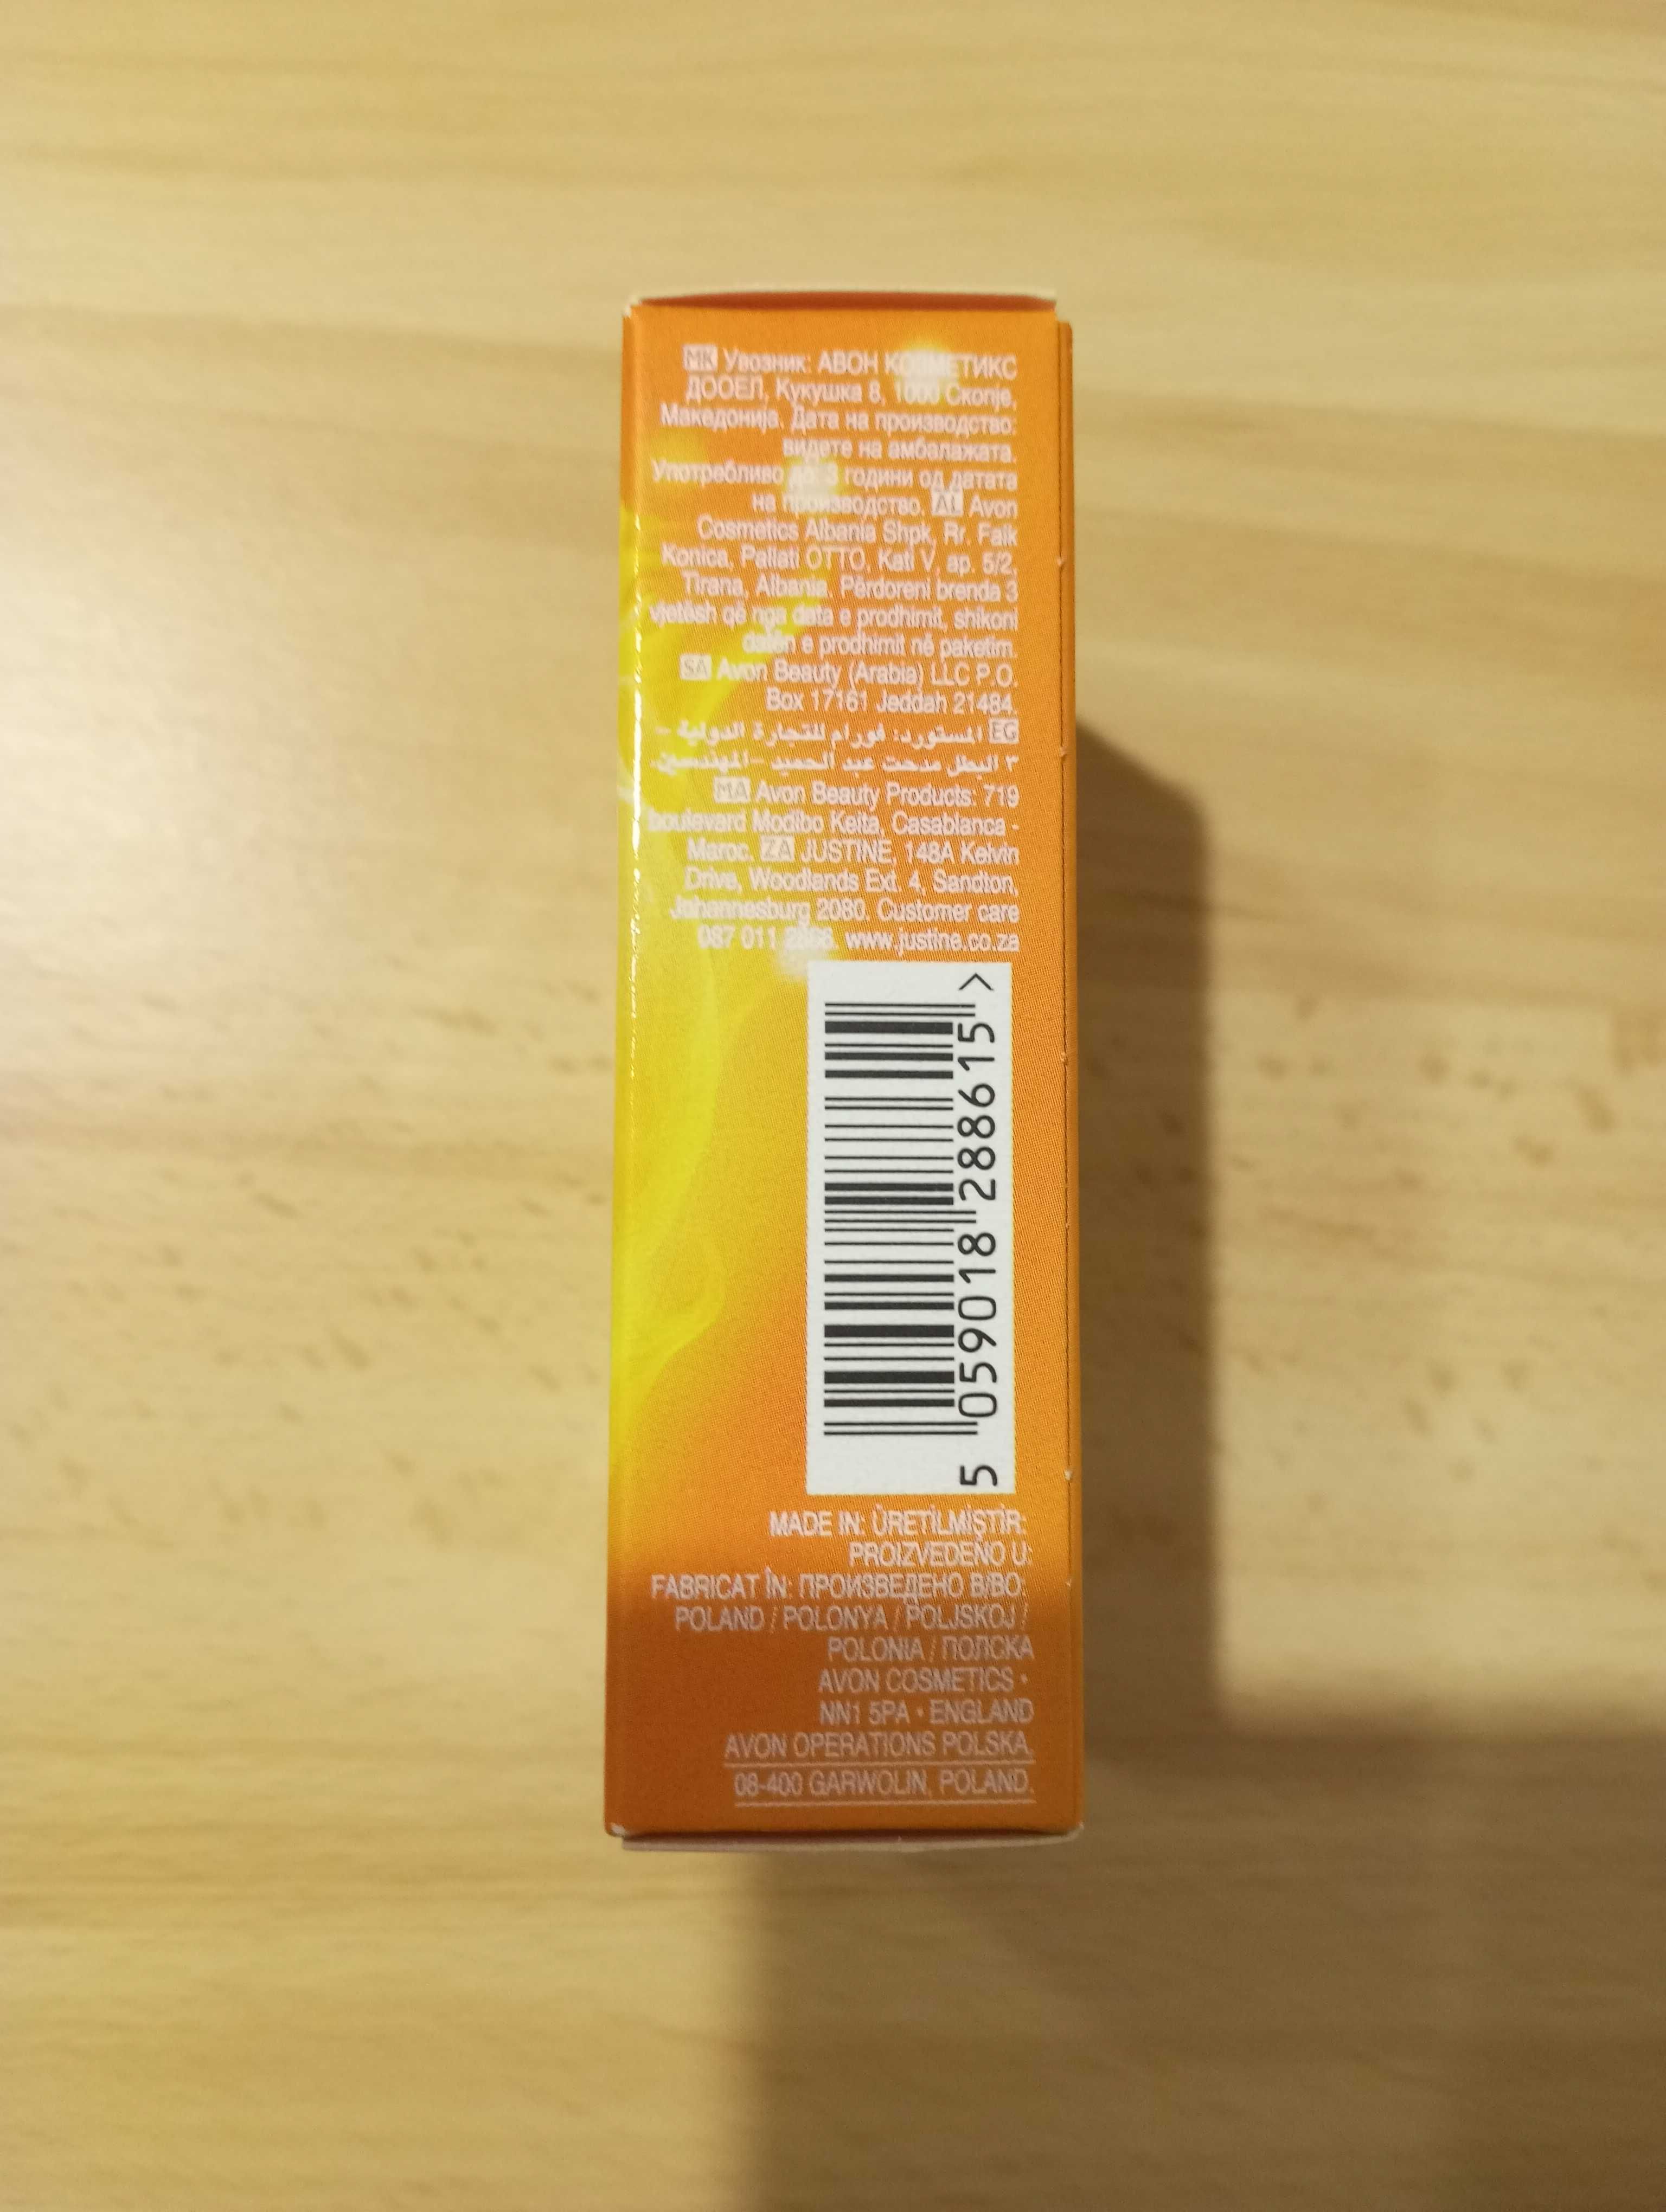 MK Увозник: АВОН КОЗМЕТИКС
ДООЕЛ, Кукушка 8, 1000 Скопје,
Македонија. Дата на производство:
видете на амбалажата.
Употребливо до: 3 години од датата
на производство. AL Avon
Cosmetics Albania Shpk, Rr. Faik
Konica, Pallati OTTO, Kati V, ap. 5/2,
Tirana, Albania. Përdoreni brenda 3
vjetësh që nga data e prodhimit, shikoni
datën e prodhimit në paketim.
SA Avon Beauty (Arabia) LLC P.O.
Box 17161 Jeddah 21484.
EG المستورد: فورام للتجارة الدولية -
٣ البطل مدحت عبد الحميد -المهندسين.
MA Avon Beauty Products: 719
boulevard Modibo Keita, Casablanca -
Maroc. ZA JUSTINE, 148A Kelvin
Drive, Woodlands Ext. 4, Sandton,
Johannesburg 2080. Customer care
087 011 www.justine.co.za
5 059018 288615 >
MADE IN: ÜRETİLMİŞTİR:
PROIZVEDENO U:
FABRICAT ÎN: ПРОИЗВЕДЕНО В/ВО:
POLAND / POLONYA / POLJSKOJ /
POLONIA / ПОЛСКА
AVON COSMETICS •
NN1 5PA • ENGLAND
AVON OPERATIONS POLSKA,
08-400 GARWOLIN, POLAND.